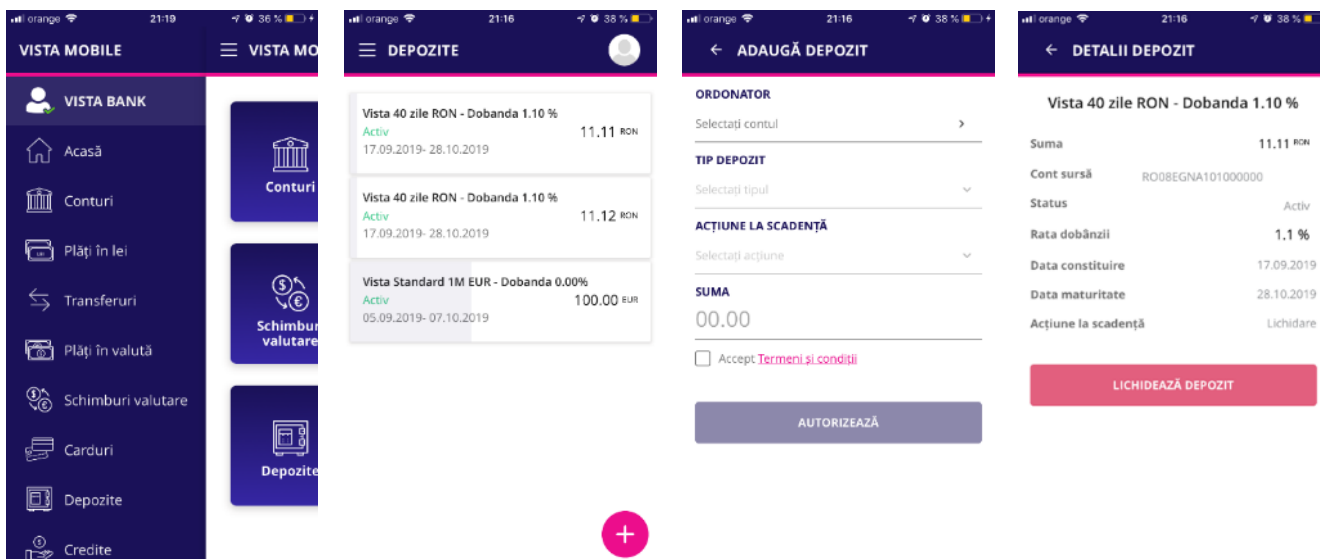 orange 21:19 36 %
VISTA MOBILE
VISTA MO
VISTA BANK
Acasă
Conturi
Plăți în lei
Transferuri
Plăți în valută
Schimburi valutare
Carduri
Depozite
Credite
Conturi
Schimbur
valutare
Depozite
orange 21:16 38 %
DEPOZITE
Vista 40 zile RON - Dobanda 1.10 %
Activ
11.11 RON
17.09.2019- 28.10.2019
Vista 40 zile RON - Dobanda 1.10 %
Activ
11.12 RON
17.09.2019- 28.10.2019
Vista Standard 1M EUR - Dobanda 0.00%
Activ
100.00 EUR
05.09.2019- 07.10.2019
+
orange 21:16 38 %
ADAUGĂ DEPOZIT
ORDONATOR
Selectați contul
TIP DEPOZIT
Selectați tipul
ACȚIUNE LA SCADENȚĂ
Selectați acțiune
SUMA
00.00
Accept Termeni și condiții
AUTORIZEAZĂ
orange 21:16 38 %
DETALII DEPOZIT
Vista 40 zile RON - Dobanda 1.10 %
Suma 11.11 RON
Cont sursă RO08EGNA101000000
Status Activ
Rata dobânzii 1.1 %
Data constituire 17.09.2019
Data maturitate 28.10.2019
Acțiune la scadență Lichidare
LICHIDEAZĂ DEPOZIT